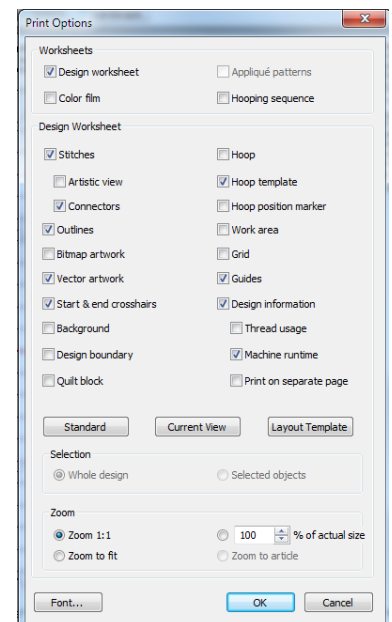 Print Options
Worksheets
Design worksheet Appliqué patterns
Color film Hooping sequence
Design Worksheet
Stitches Hoop
Artistic view Hoop template
Connectors Hoop position marker
Outlines Work area
Bitmap artwork Grid
Vector artwork Guides
Start & end crosshairs Design information
Background Thread usage
Design boundary Machine runtime
Quilt block Print on separate page
Standard Current View Layout Template
Selection
Whole design Selected objects
Zoom
Zoom 1:1 100 % of actual size
Zoom to fit Zoom to article
Font... OK Cancel